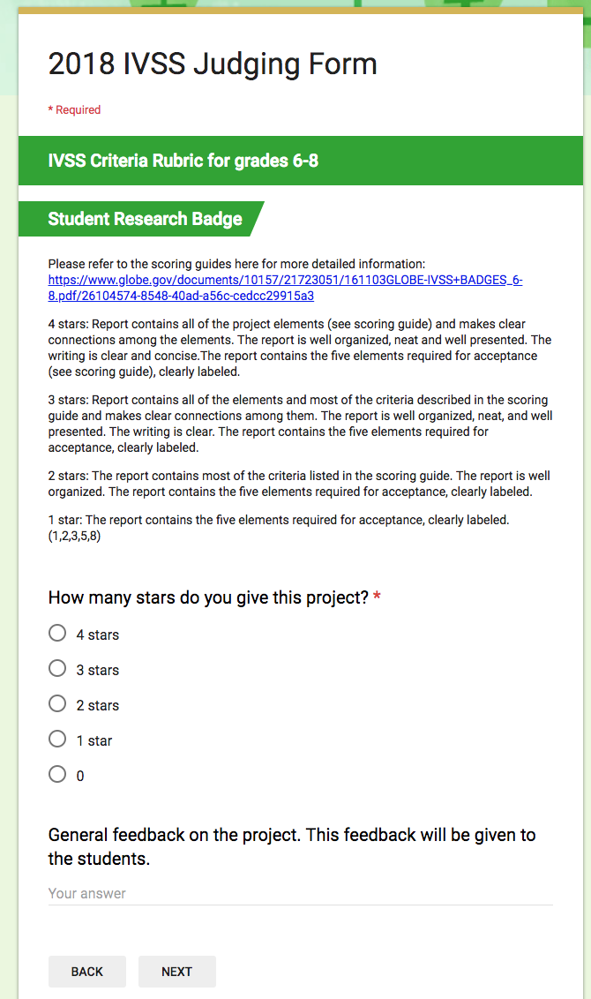 2018 IVSS Judging Form
* Required
IVSS Criteria Rubric for grades 6-8
Student Research Badge
Please refer to the scoring guides here for more detailed information:
https://www.globe.gov/documents/10157/21723051/161103GLOBE-IVSS+BADGES_6-
8.pdf/26104574-8548-40ad-a56c-cedcc29915a3
4 stars: Report contains all of the project elements (see scoring guide) and makes clear
connections among the elements. The report is well organized, neat and well presented. The
writing is clear and concise.The report contains the five elements required for acceptance
(see scoring guide), clearly labeled.
3 stars: Report contains all of the elements and most of the criteria described in the scoring
guide and makes clear connections among them. The report is well organized, neat, and well
presented. The writing is clear. The report contains the five elements required for
acceptance, clearly labeled.
2 stars: The report contains most of the criteria listed in the scoring guide. The report is well
organized. The report contains the five elements required for acceptance, clearly labeled.
1 star: The report contains the five elements required for acceptance, clearly labeled.
(1,2,3,5,8)
How many stars do you give this project? *
4 stars
3 stars
2 stars
1 star
0
General feedback on the project. This feedback will be given to
the students.
Your answer
BACK NEXT